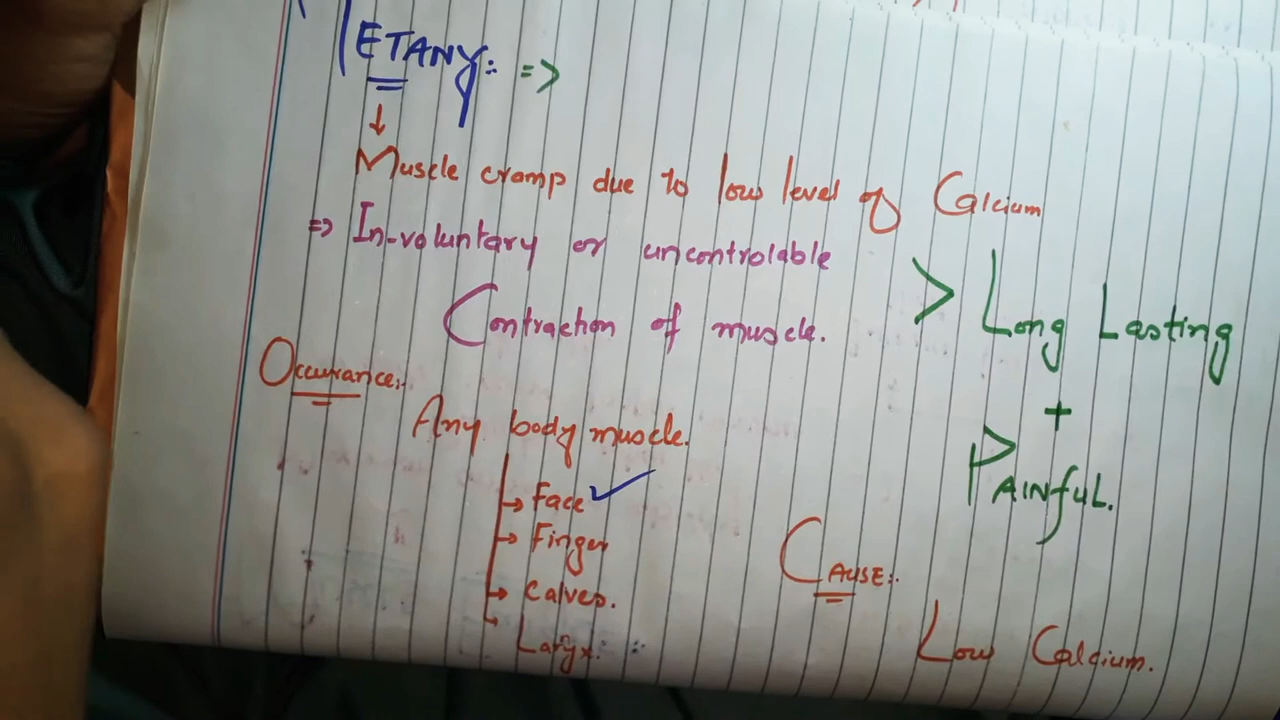 TETANY:- =>
↓
Muscle cramp due to low level of Calcium
=> In-voluntary or uncontrolable
Contraction of muscle.
> Long Lasting
+
PAINfUL.
Occurance:-
Any body muscle.
→ Face ✓
→ Finger
→ Calves.
→ Laryx.
CAUSE:-
Low Calcium.